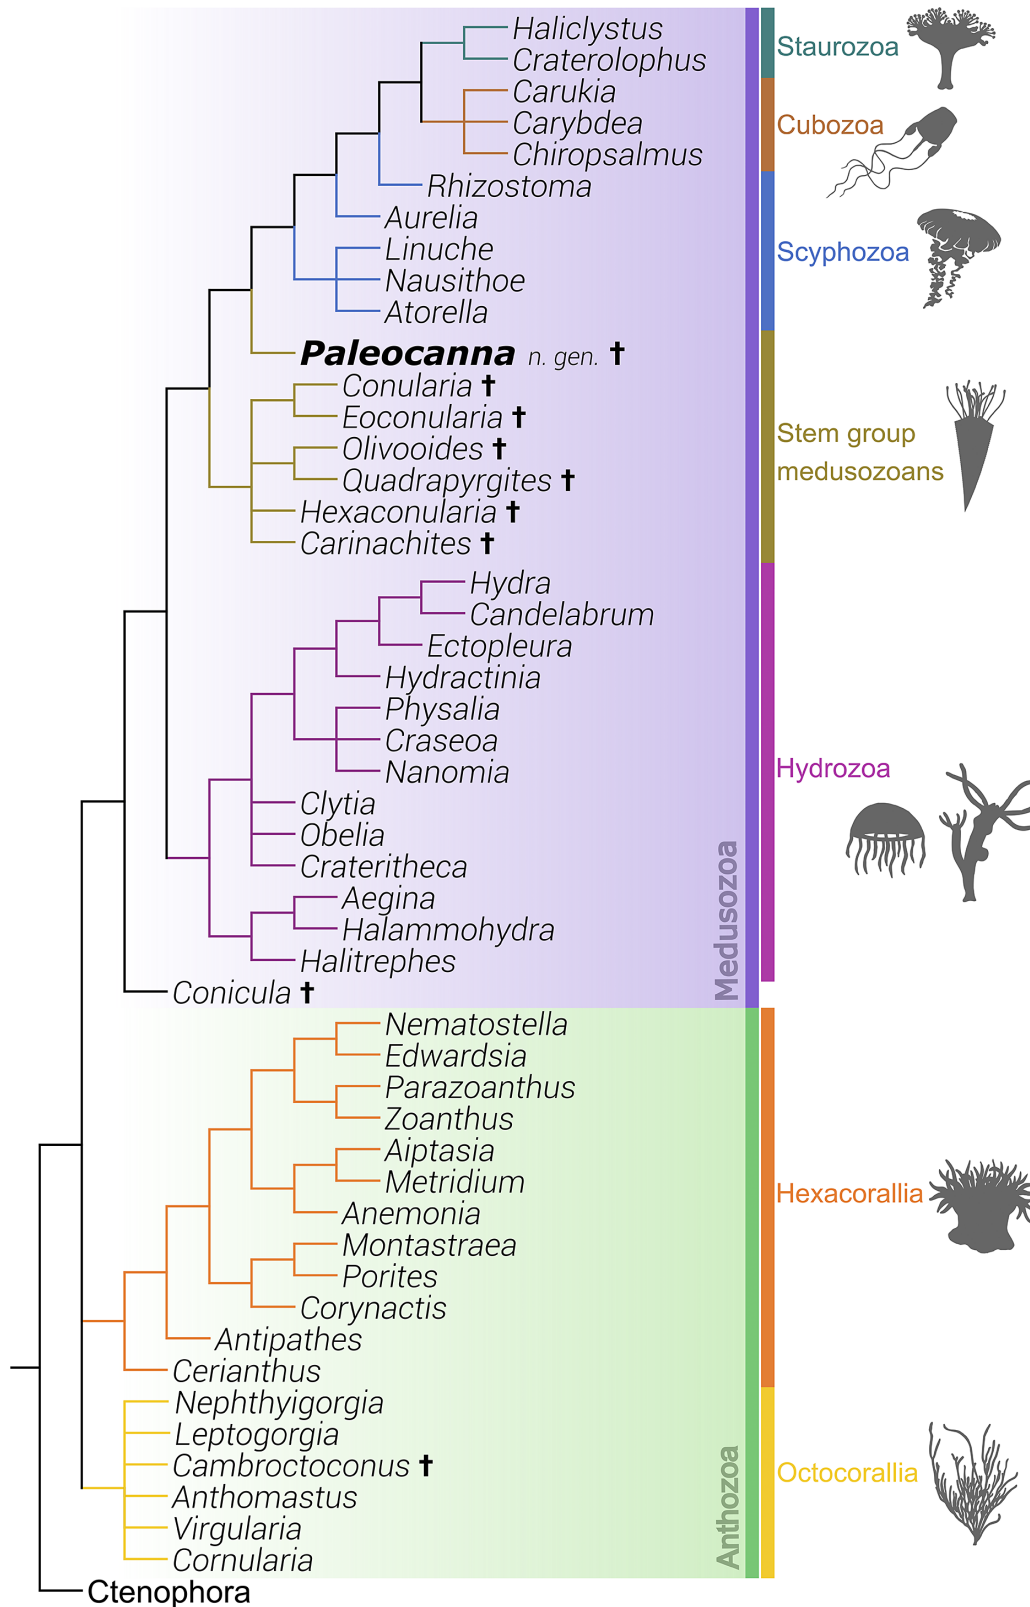 Haliclystus
Craterolophus
Staurozoa
Carukia
Carybdea
Chiropsalmus
Cubozoa
Rhizostoma
Aurelia
Linuche
Nausithoe
Atorella
Scyphozoa
Paleocanna n. gen. †
Conularia †
Eoconularia †
Olivooides †
Quadrapyrgites †
Hexaconularia †
Carinachites †
Stem group
medusozoans
Hydra
Candelabrum
Ectopleura
Hydractinia
Physalia
Craseoa
Nanomia
Clytia
Obelia
Crateritheca
Aegina
Halammohydra
Halitrephes
Hydrozoa
Conicula †
Medusozoa
Nematostella
Edwardsia
Parazoanthus
Zoanthus
Aiptasia
Metridium
Anemonia
Montastraea
Porites
Corynactis
Antipathes
Cerianthus
Hexacorallia
Nephthyigorgia
Leptogorgia
Cambroctoconus †
Anthomastus
Virgularia
Cornularia
Octocorallia
Anthozoa
Ctenophora